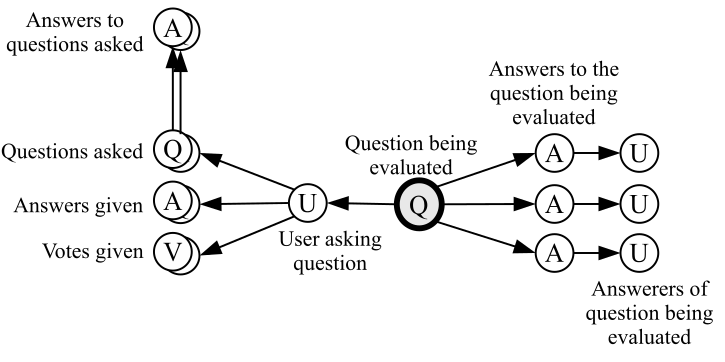 Answers to
questions asked
A
Questions asked
Q
Answers given
A
Votes given
V
U
User asking
question
Question being
evaluated
Q
Answers to the
question being
evaluated
A
U
A
U
A
U
Answerers of
question being
evaluated